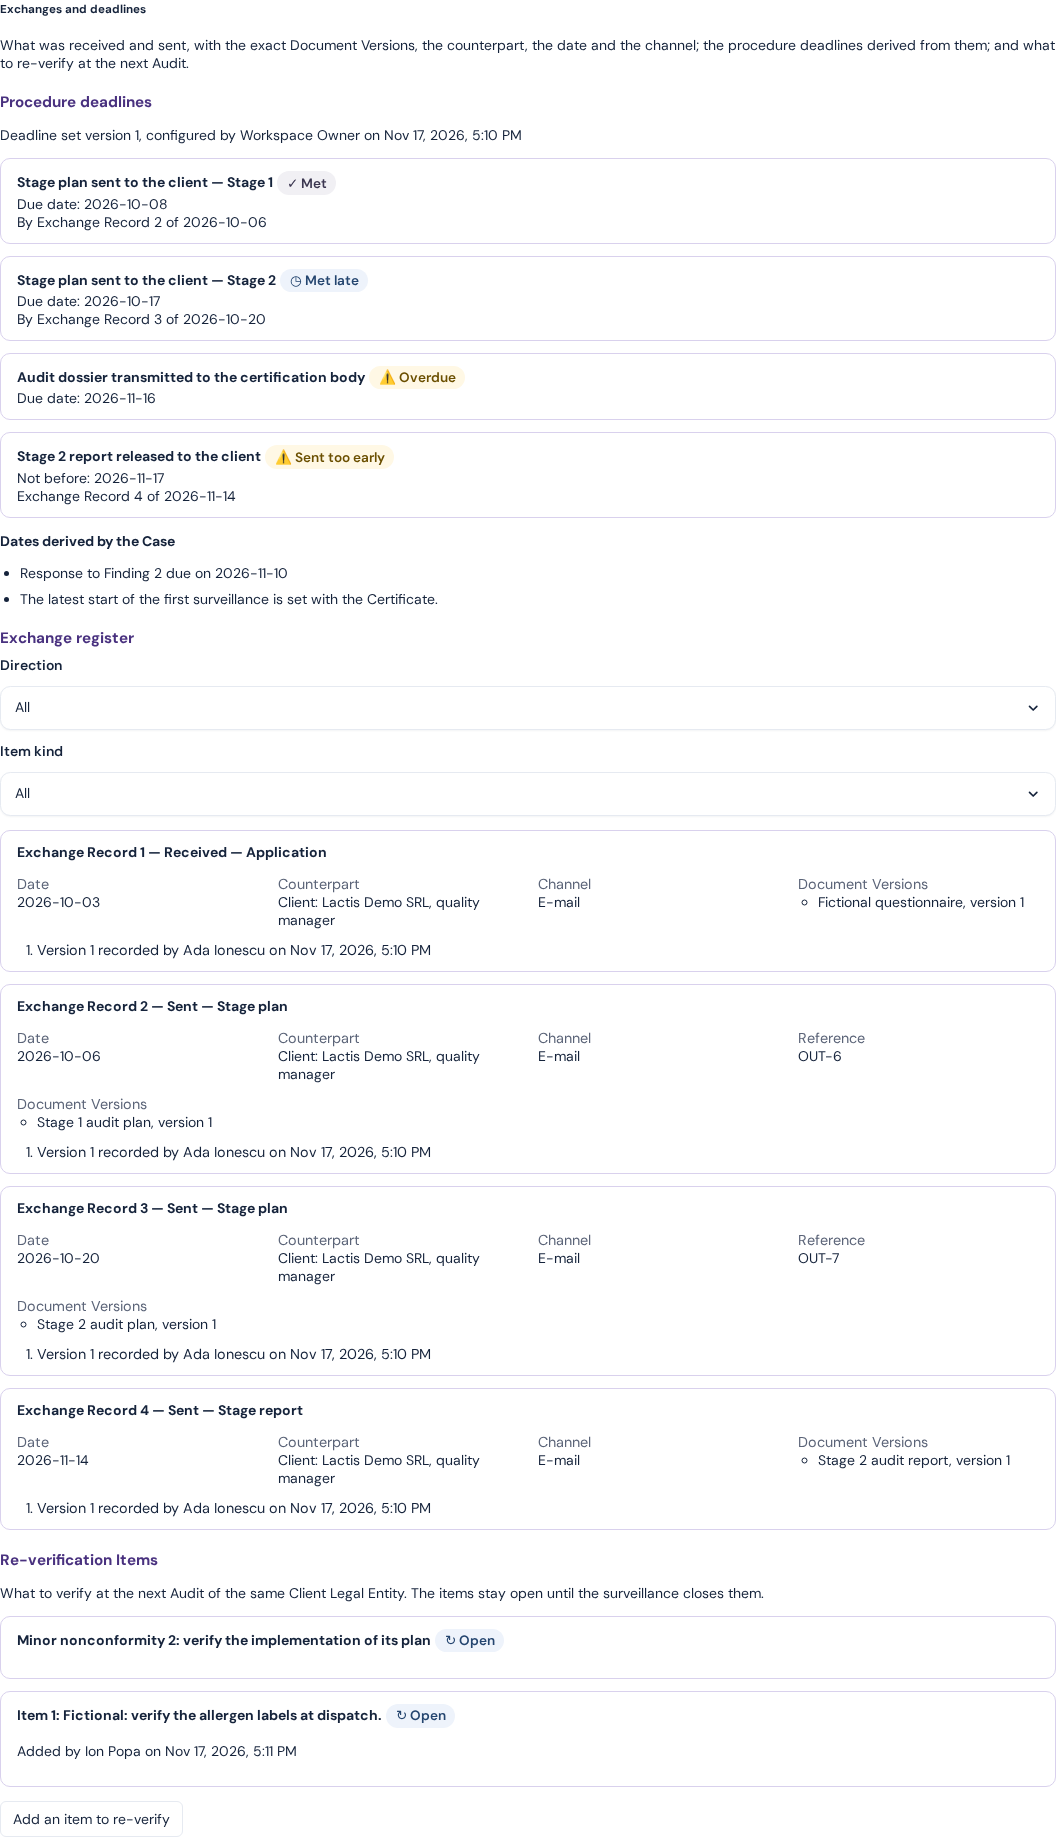 Exchanges and deadlines
What was received and sent, with the exact Document Versions, the counterpart, the date and the channel; the procedure deadlines derived from them; and what
to re-verify at the next Audit.
Procedure deadlines
Deadline set version 1, configured by Workspace Owner on Nov 17, 2026, 5:10 PM
Stage plan sent to the client — Stage 1 ✓ Met
Due date: 2026-10-08
By Exchange Record 2 of 2026-10-06
Stage plan sent to the client — Stage 2 ◷ Met late
Due date: 2026-10-17
By Exchange Record 3 of 2026-10-20
Audit dossier transmitted to the certification body ⚠️ Overdue
Due date: 2026-11-16
Stage 2 report released to the client ⚠️ Sent too early
Not before: 2026-11-17
Exchange Record 4 of 2026-11-14
Dates derived by the Case
• Response to Finding 2 due on 2026-11-10
• The latest start of the first surveillance is set with the Certificate.
Exchange register
Direction
All
Item kind
All
Exchange Record 1 — Received — Application
Date Counterpart Channel Document Versions
2026-10-03 Client: Lactis Demo SRL, quality E-mail ◦ Fictional questionnaire, version 1
manager
1. Version 1 recorded by Ada Ionescu on Nov 17, 2026, 5:10 PM
Exchange Record 2 — Sent — Stage plan
Date Counterpart Channel Reference
2026-10-06 Client: Lactis Demo SRL, quality E-mail OUT-6
manager
Document Versions
◦ Stage 1 audit plan, version 1
1. Version 1 recorded by Ada Ionescu on Nov 17, 2026, 5:10 PM
Exchange Record 3 — Sent — Stage plan
Date Counterpart Channel Reference
2026-10-20 Client: Lactis Demo SRL, quality E-mail OUT-7
manager
Document Versions
◦ Stage 2 audit plan, version 1
1. Version 1 recorded by Ada Ionescu on Nov 17, 2026, 5:10 PM
Exchange Record 4 — Sent — Stage report
Date Counterpart Channel Document Versions
2026-11-14 Client: Lactis Demo SRL, quality E-mail ◦ Stage 2 audit report, version 1
manager
1. Version 1 recorded by Ada Ionescu on Nov 17, 2026, 5:10 PM
Re-verification Items
What to verify at the next Audit of the same Client Legal Entity. The items stay open until the surveillance closes them.
Minor nonconformity 2: verify the implementation of its plan ↻ Open
Item 1: Fictional: verify the allergen labels at dispatch. ↻ Open
Added by Ion Popa on Nov 17, 2026, 5:11 PM
Add an item to re-verify